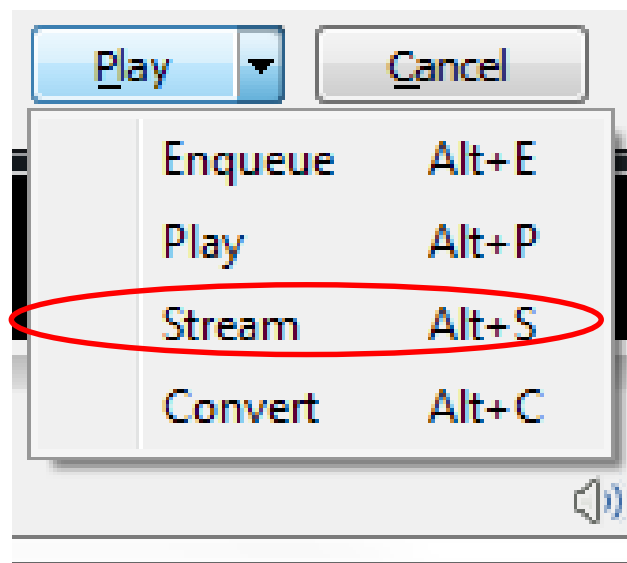 Play Cancel
Enqueue Alt+E
Play Alt+P
Stream Alt+S
Convert Alt+C